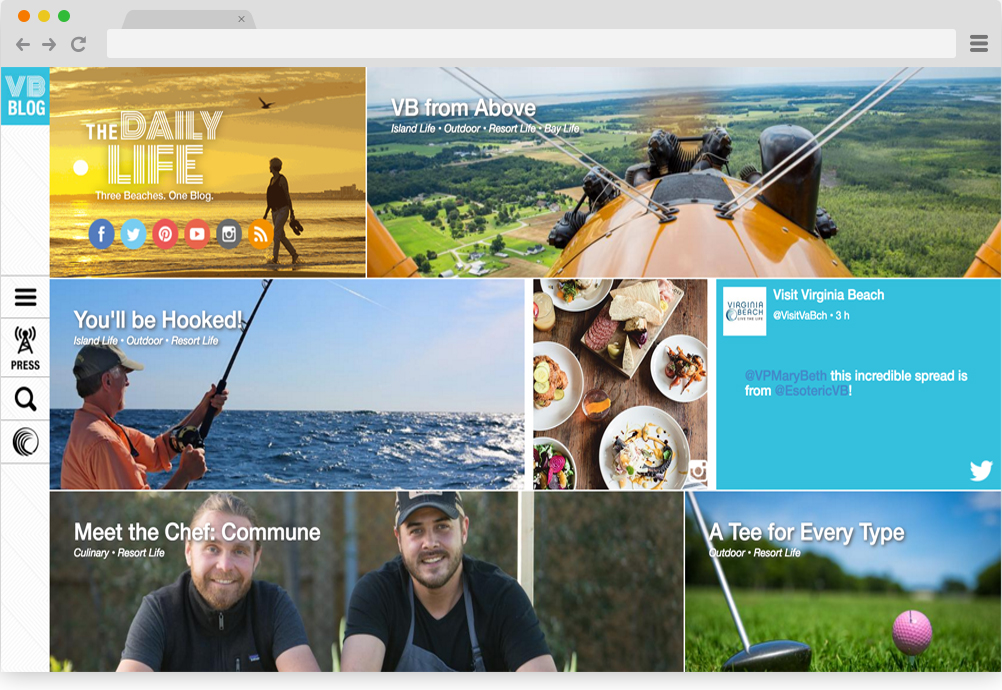 VB
BLOG
THE DAILY
LIFE
Three Beaches. One Blog.
VB from Above
Island Life • Outdoor • Resort Life • Bay Life
PRESS
You'll be Hooked!
Island Life • Outdoor • Resort Life
VIRGINIA
BEACH
LIVE THE LIFE
Visit Virginia Beach
@VisitVaBch • 3 h
@VPMaryBeth this incredible spread is
from @EsotericVB!
Meet the Chef: Commune
Culinary • Resort Life
A Tee for Every Type
Outdoor • Resort Life